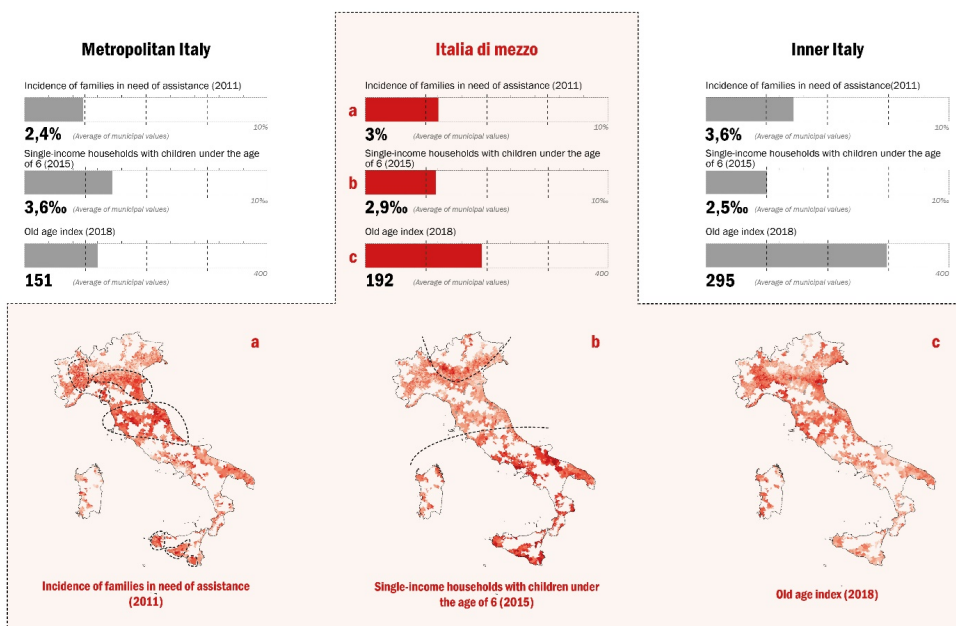 Metropolitan Italy
Incidence of families in need of assistance (2011)
10%
2,4% (Average of municipal values)
Single-income households with children under the age
of 6 (2015)
10‰
3,6‰ (Average of municipal values)
Old age index (2018)
400
151 (Average of municipal values)
Italia di mezzo
Incidence of families in need of assistance (2011)
a
10%
3% (Average of municipal values)
Single-income households with children under the age
of 6 (2015)
b
10‰
2,9‰ (Average of municipal values)
Old age index (2018)
c
400
192 (Average of municipal values)
Inner Italy
Incidence of families in need of assistance(2011)
10%
3,6% (Average of municipal values)
Single-income households with children under the age
of 6 (2015)
10‰
2,5‰ (Average of municipal values)
Old age index (2018)
400
295 (Average of municipal values)
a
Incidence of families in need of assistance
(2011)
b
Single-income households with children under
the age of 6 (2015)
c
Old age index (2018)